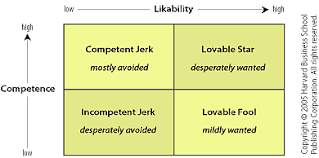 Likability
low high
high
Competent Jerk
mostly avoided
Lovable Star
desperately wanted
Competence
Incompetent Jerk
desperately avoided
Lovable Fool
mildly wanted
low
Copyright © 2005 Harvard Business School
Publishing Corporation. All rights reserved.